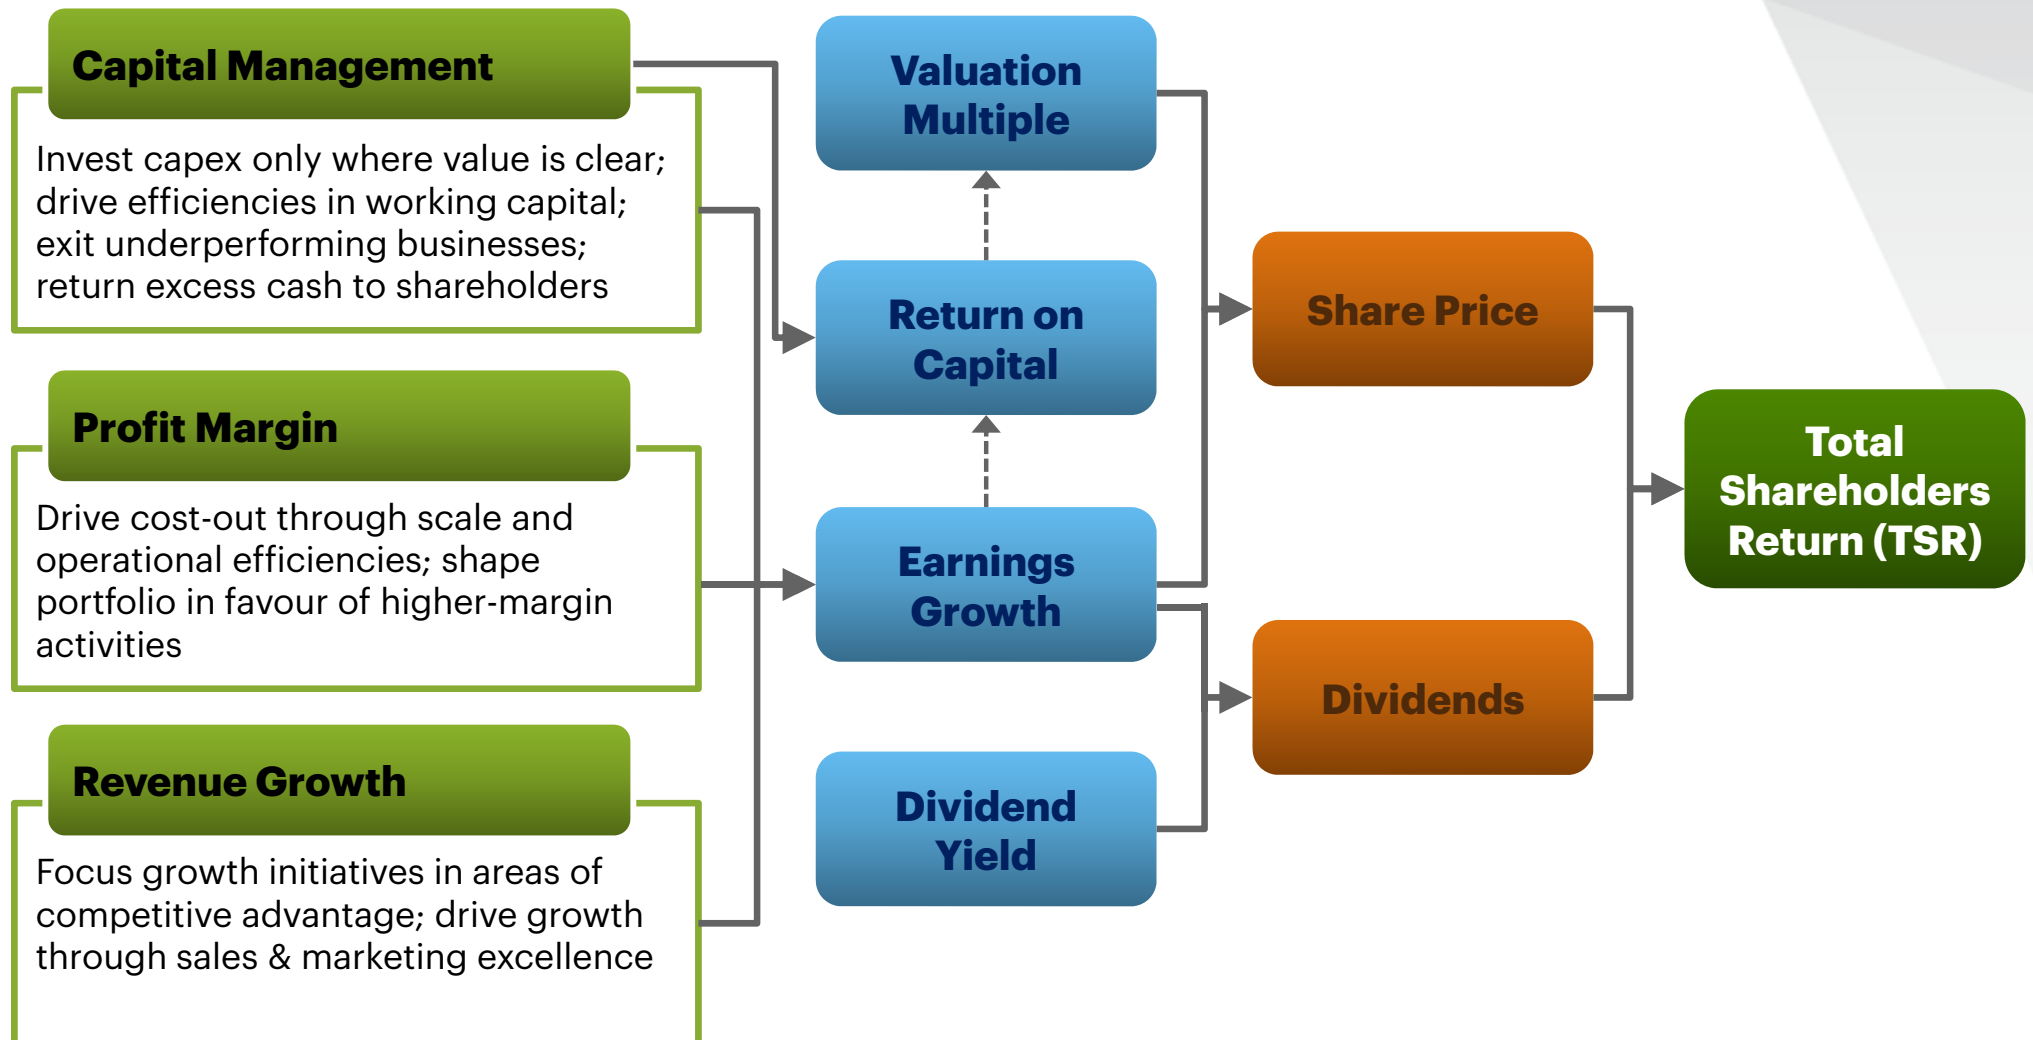 Capital Management
Invest capex only where value is clear;
drive efficiencies in working capital;
exit underperforming businesses;
return excess cash to shareholders
Profit Margin
Drive cost-out through scale and
operational efficiencies; shape
portfolio in favour of higher-margin
activities
Revenue Growth
Focus growth initiatives in areas of
competitive advantage; drive growth
through sales & marketing excellence
Valuation
Multiple
Return on
Capital
Earnings
Growth
Dividend
Yield
Share Price
Dividends
Total
Shareholders
Return (TSR)